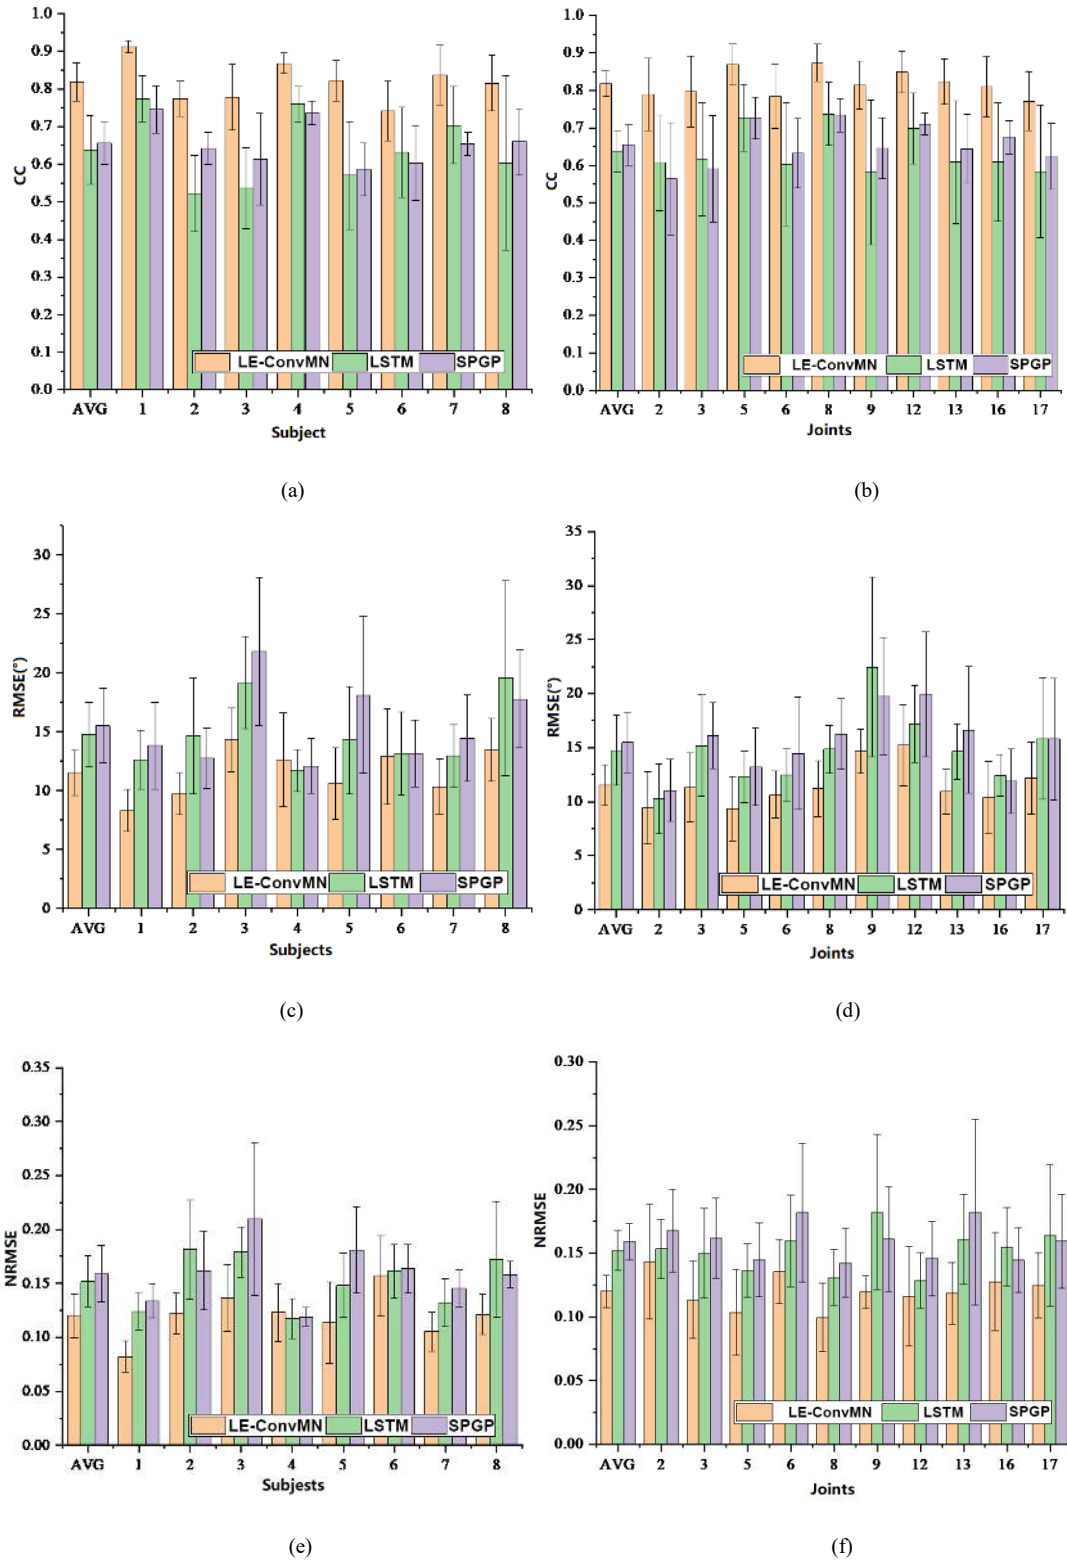 1.0
0.9
0.8
0.7
0.6
0.5
0.4
0.3
0.2
0.1
0.0
CC
LE-ConvMN LSTM SPGP
AVG 1 2 3 4 5 6 7 8
Subject
(a)
1.0
0.9
0.8
0.7
0.6
0.5
0.4
0.3
0.2
0.1
0.0
CC
LE-ConvMN LSTM SPGP
AVG 2 3 5 6 8 9 12 13 16 17
Joints
(b)
30
25
20
15
10
5
0
RMSE(°)
LE-ConvMN LSTM SPGP
AVG 1 2 3 4 5 6 7 8
Subjects
(c)
35
30
25
20
15
10
5
0
RMSE(°)
LE-ConvMN LSTM SPGP
AVG 2 3 5 6 8 9 12 13 16 17
Joints
(d)
0.35
0.30
0.25
0.20
0.15
0.10
0.05
0.00
NRMSE
LE-ConvMN LSTM SPGP
AVG 1 2 3 4 5 6 7 8
Subjests
(e)
0.30
0.25
0.20
0.15
0.10
0.05
0.00
NRMSE
LE-ConvMN LSTM SPGP
AVG 2 3 5 6 8 9 12 13 16 17
Joints
(f)